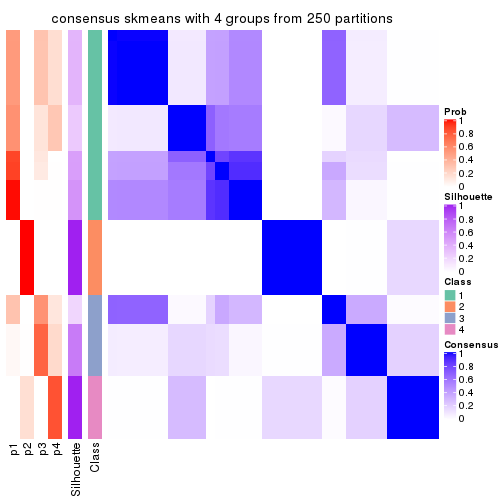 consensus skmeans with 4 groups from 250 partitions
Prob
1
0.8
0.6
0.4
0.2
0
Silhouette
1
0.8
0.6
0.4
0.2
0
Class
1
2
3
4
Consensus
1
0.8
0.6
0.4
0.2
0
p1
p2
p3
p4
Silhouette
Class